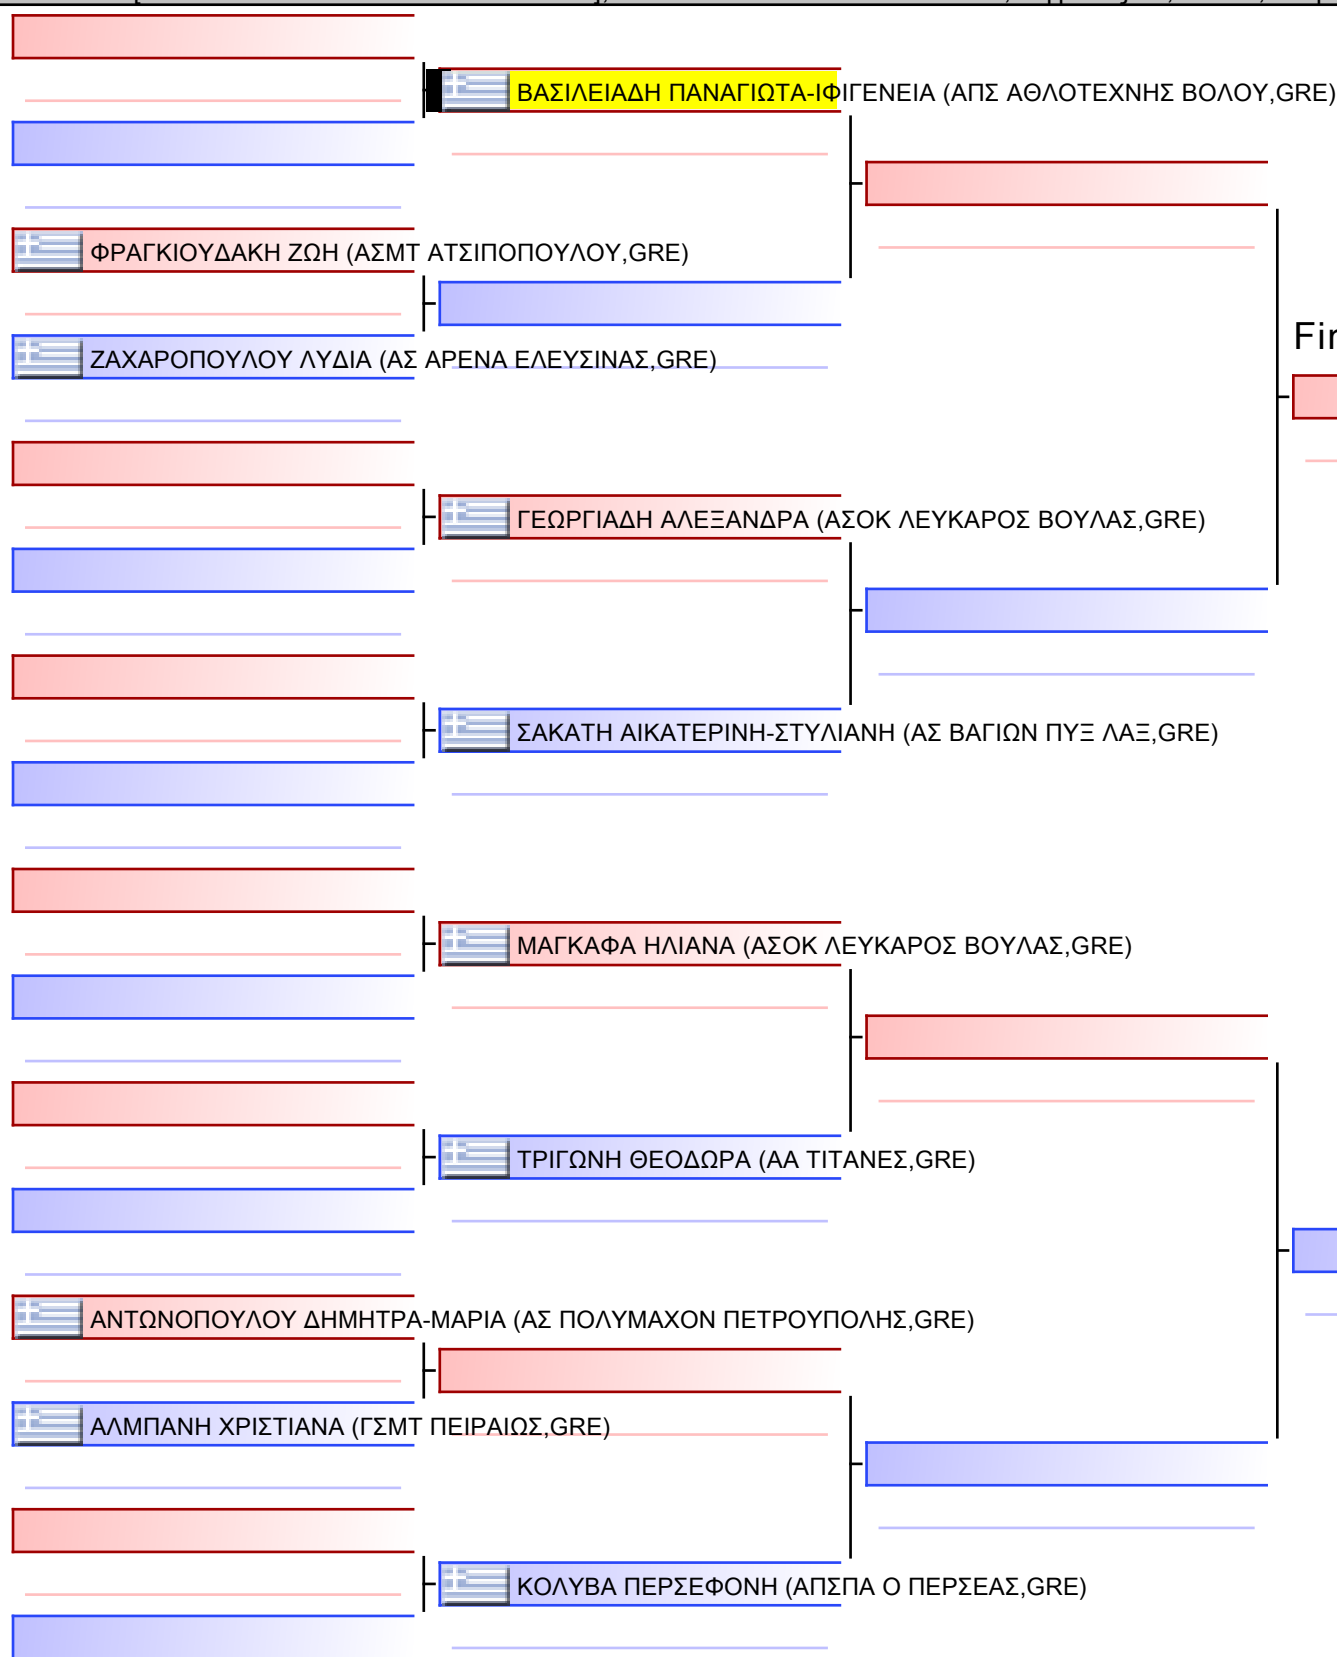 ΒΑΣΙΛΕΙΑΔΗ ΠΑΝΑΓΙΩΤΑ-ΙΦΙΓΕΝΕΙΑ (ΑΠΣ ΑΘΛΟΤΕΧΝΗΣ ΒΟΛΟΥ,GRE)
ΦΡΑΓΚΙΟΥΔΑΚΗ ΖΩΗ (ΑΣΜΤ ΑΤΣΙΠΟΠΟΥΛΟΥ,GRE)
ΖΑΧΑΡΟΠΟΥΛΟΥ ΛΥΔΙΑ (ΑΣ ΑΡΕΝΑ ΕΛΕΥΣΙΝΑΣ,GRE)
ΓΕΩΡΓΙΑΔΗ ΑΛΕΞΑΝΔΡΑ (ΑΣΟΚ ΛΕΥΚΑΡΟΣ ΒΟΥΛΑΣ,GRE)
ΣΑΚΑΤΗ ΑΙΚΑΤΕΡΙΝΗ-ΣΤΥΛΙΑΝΗ (ΑΣ ΒΑΓΙΩΝ ΠΥΞ ΛΑΞ,GRE)
ΜΑΓΚΑΦΑ ΗΛΙΑΝΑ (ΑΣΟΚ ΛΕΥΚΑΡΟΣ ΒΟΥΛΑΣ,GRE)
ΤΡΙΓΩΝΗ ΘΕΟΔΩΡΑ (ΑΑ ΤΙΤΑΝΕΣ,GRE)
ΑΝΤΩΝΟΠΟΥΛΟΥ ΔΗΜΗΤΡΑ-ΜΑΡΙΑ (ΑΣ ΠΟΛΥΜΑΧΟΝ ΠΕΤΡΟΥΠΟΛΗΣ,GRE)
ΑΛΜΠΑΝΗ ΧΡΙΣΤΙΑΝΑ (ΓΣΜΤ ΠΕΙΡΑΙΩΣ,GRE)
ΚΟΛΥΒΑ ΠΕΡΣΕΦΟΝΗ (ΑΠΣΠΑ Ο ΠΕΡΣΕΑΣ,GRE)